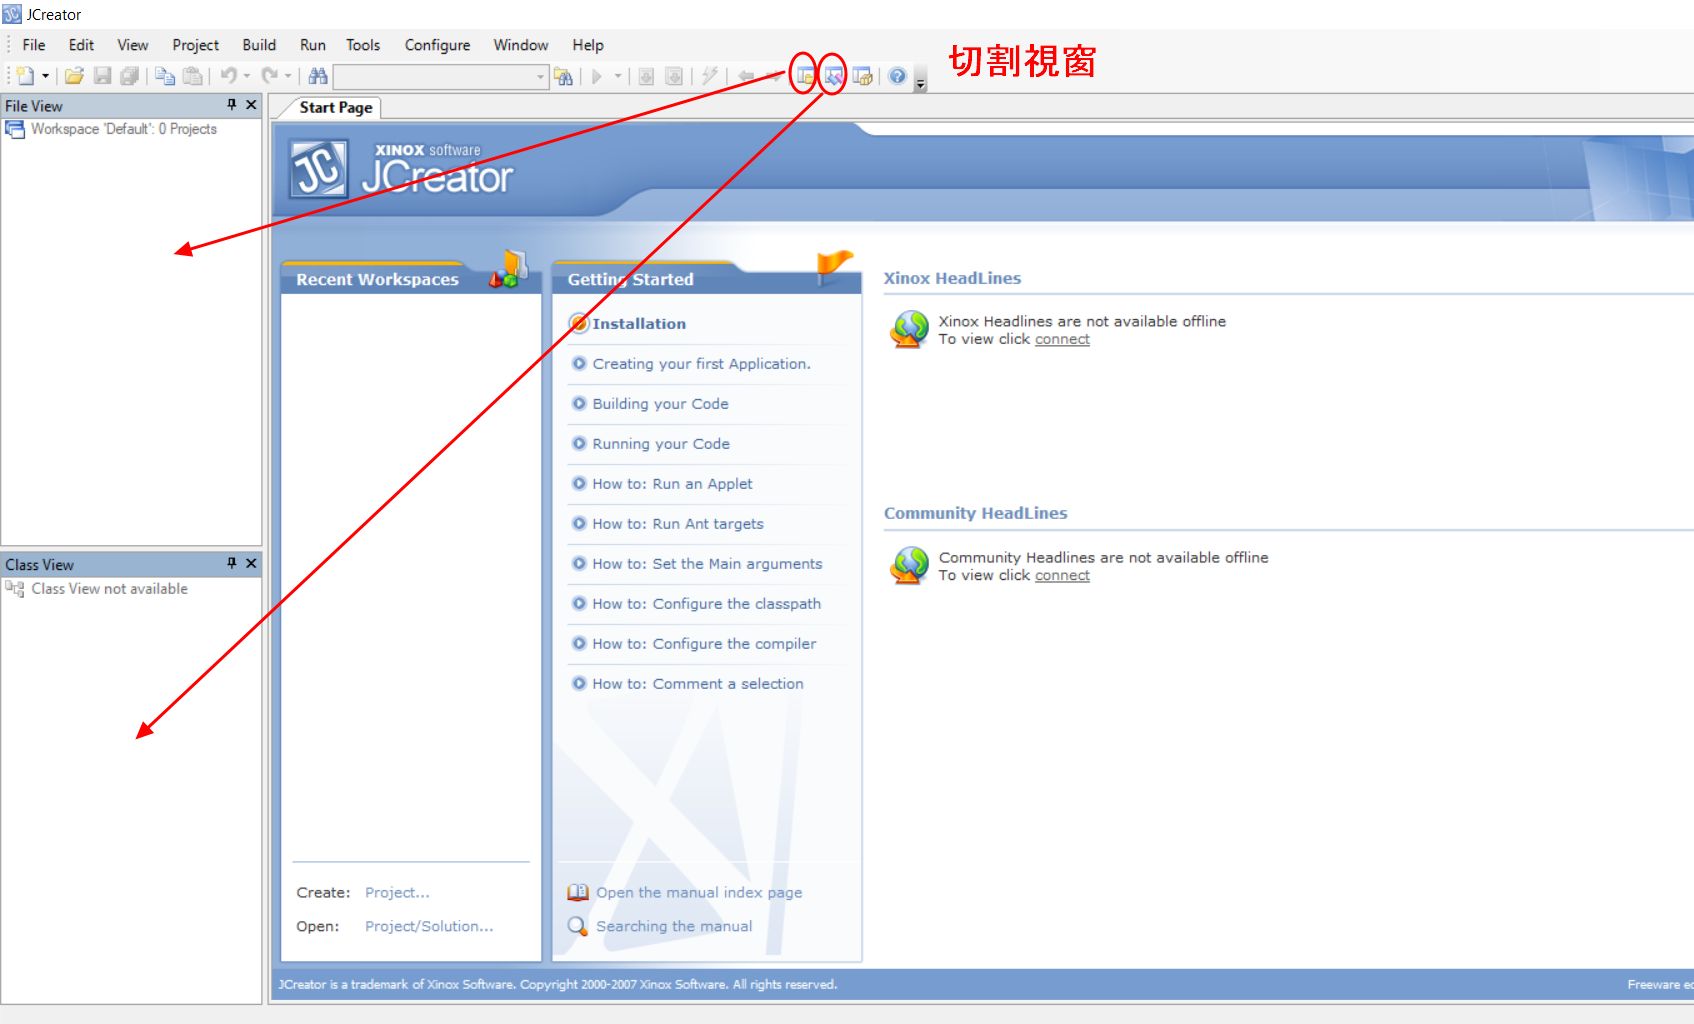 JCreator
File Edit View Project Build Run Tools Configure Window Help
切割視窗
File View
Start Page
Workspace 'Default': 0 Projects
JC
XINOX software
JCreator
Recent Workspaces
Getting Started
Installation
Creating your first Application.
Building your Code
Running your Code
How to: Run an Applet
How to: Run Ant targets
How to: Set the Main arguments
How to: Configure the classpath
How to: Configure the compiler
How to: Comment a selection
Xinox HeadLines
Xinox Headlines are not available offline
To view click connect
Community HeadLines
Community Headlines are not available offline
To view click connect
Class View
Class View not available
Create: Project...
Open: Project/Solution...
Open the manual index page
Searching the manual
JCreator is a trademark of Xinox Software. Copyright 2000-2007 Xinox Software. All rights reserved.
Freeware ed